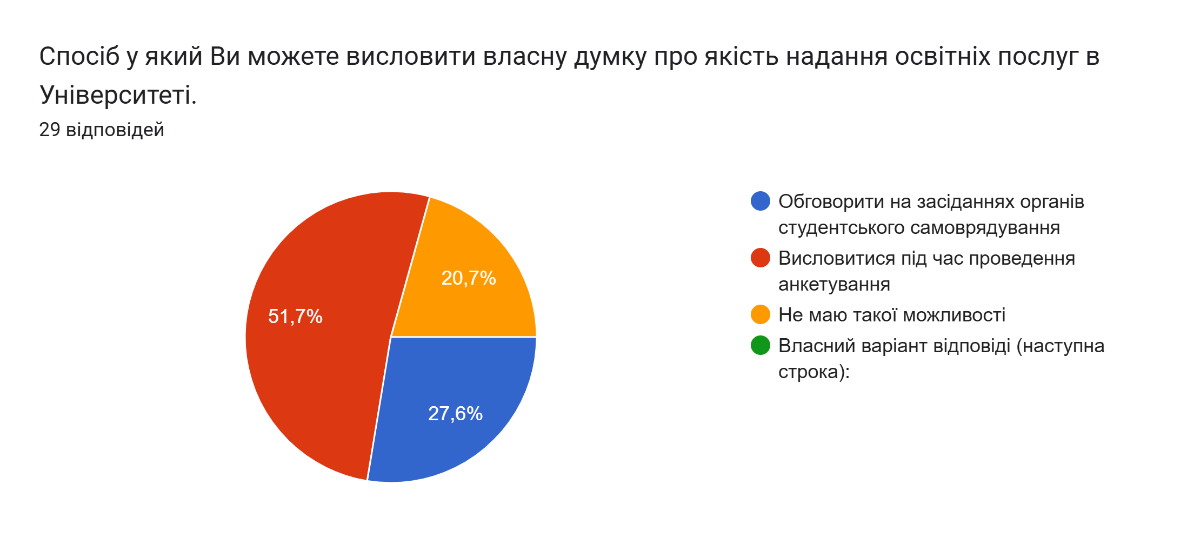 Спосіб у який Ви можете висловити власну думку про якість надання освітніх послуг в
Університеті.
29 відповідей
51,7%
20,7%
27,6%
Обговорити на засіданнях органів
студентського самоврядування
Висловитися під час проведення
анкетування
Не маю такої можливості
Власний варіант відповіді (наступна
строка):